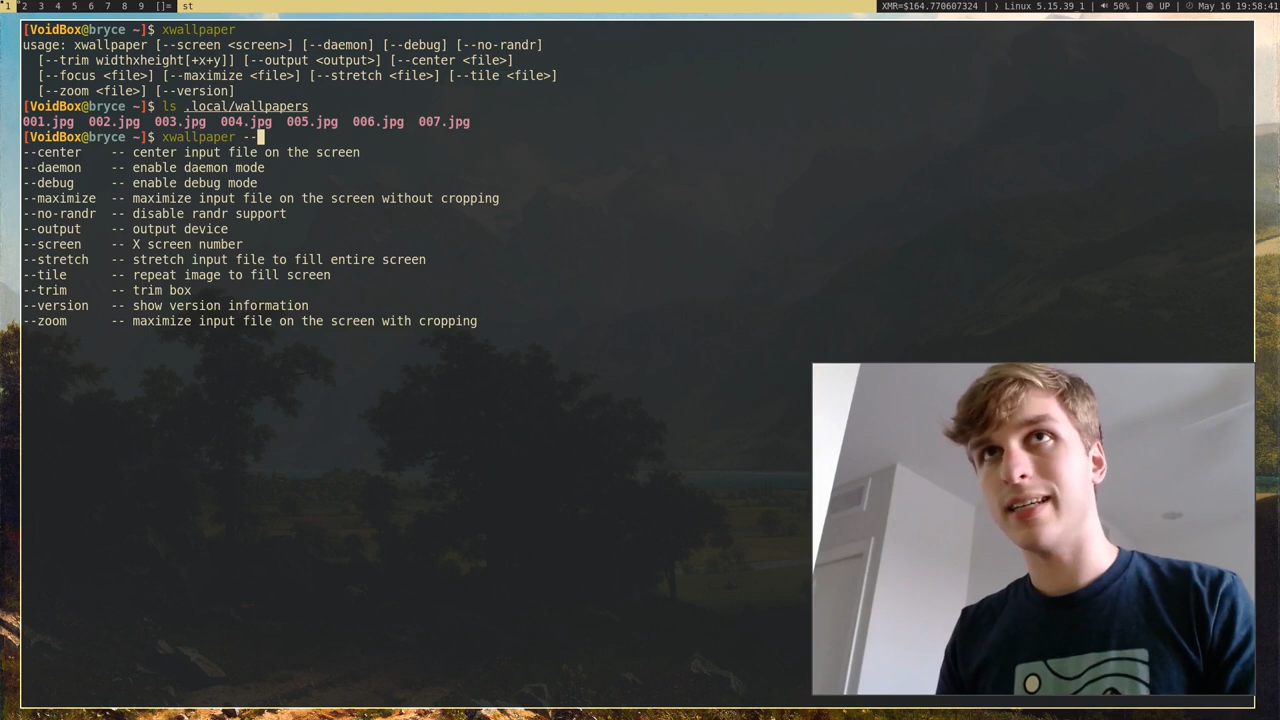 1 2 3 4 5 6 7 8 9 []= st XMR=$164.770607324 | ) Linux 5.15.39_1 | 50% | UP | May 16 19:58:41
[VoidBox@bryce ~]$ xwallpaper
usage: xwallpaper [--screen <screen>] [--daemon] [--debug] [--no-randr]
[--trim widthxheight[+x+y]] [--output <output>] [--center <file>]
[--focus <file>] [--maximize <file>] [--stretch <file>] [--tile <file>]
[--zoom <file>] [--version]
[VoidBox@bryce ~]$ ls .local/wallpapers
001.jpg 002.jpg 003.jpg 004.jpg 005.jpg 006.jpg 007.jpg
[VoidBox@bryce ~]$ xwallpaper --
--center -- center input file on the screen
--daemon -- enable daemon mode
--debug -- enable debug mode
--maximize -- maximize input file on the screen without cropping
--no-randr -- disable randr support
--output -- output device
--screen -- X screen number
--stretch -- stretch input file to fill entire screen
--tile -- repeat image to fill screen
--trim -- trim box
--version -- show version information
--zoom -- maximize input file on the screen with cropping